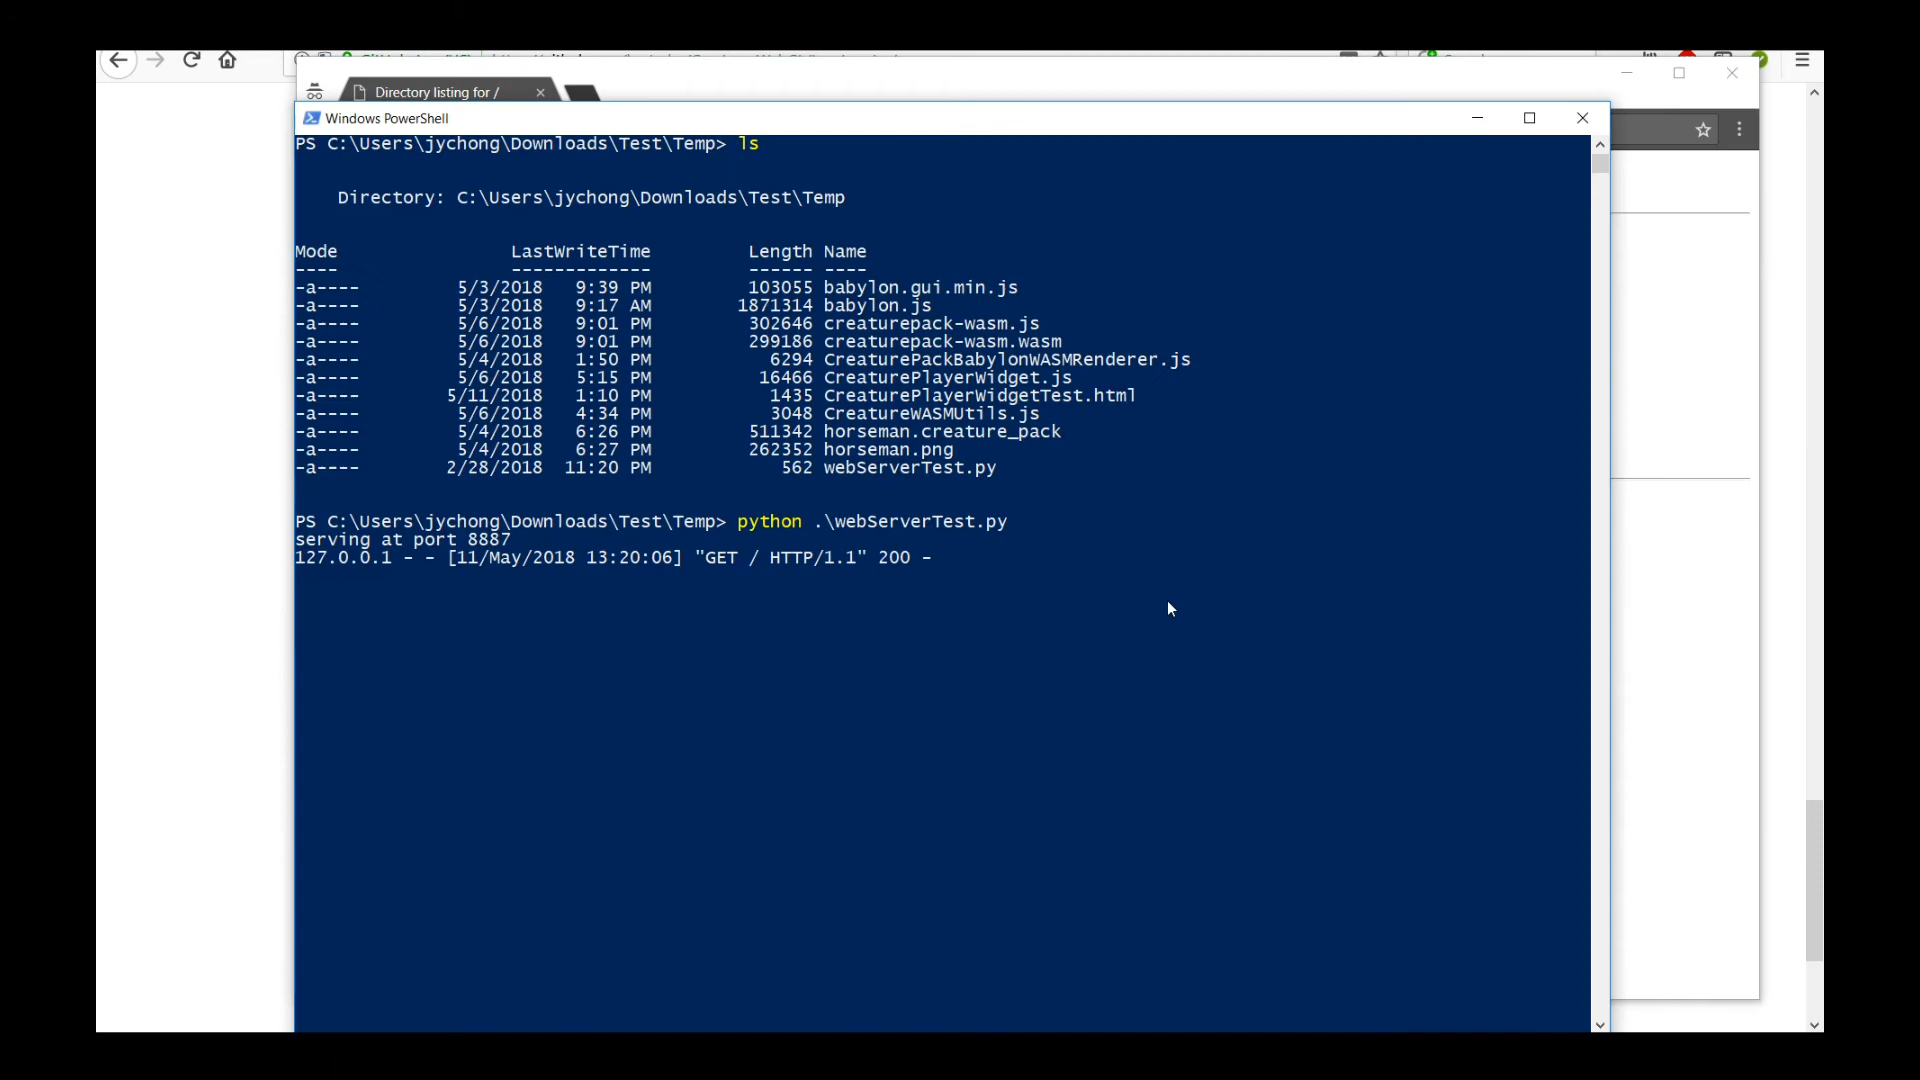 Directory listing for /
Windows PowerShell
PS C:\Users\jychong\Downloads\Test\Temp> ls
Directory: C:\Users\jychong\Downloads\Test\Temp
Mode LastWriteTime Length Name
---- ------------- ------ ----
-a---- 5/3/2018 9:39 PM 103055 babylon.gui.min.js
-a---- 5/3/2018 9:17 AM 1871314 babylon.js
-a---- 5/6/2018 9:01 PM 302646 creaturepack-wasm.js
-a---- 5/6/2018 9:01 PM 299186 creaturepack-wasm.wasm
-a---- 5/4/2018 1:50 PM 6294 CreaturePackBabylonWASMRenderer.js
-a---- 5/6/2018 5:15 PM 16466 CreaturePlayerWidget.js
-a---- 5/11/2018 1:10 PM 1435 CreaturePlayerWidgetTest.html
-a---- 5/6/2018 4:34 PM 3048 CreatureWASMUtils.js
-a---- 5/4/2018 6:26 PM 511342 horseman.creature_pack
-a---- 5/4/2018 6:27 PM 262352 horseman.png
-a---- 2/28/2018 11:20 PM 562 webServerTest.py
PS C:\Users\jychong\Downloads\Test\Temp> python .\webServerTest.py
serving at port 8887
127.0.0.1 - - [11/May/2018 13:20:06] "GET / HTTP/1.1" 200 -